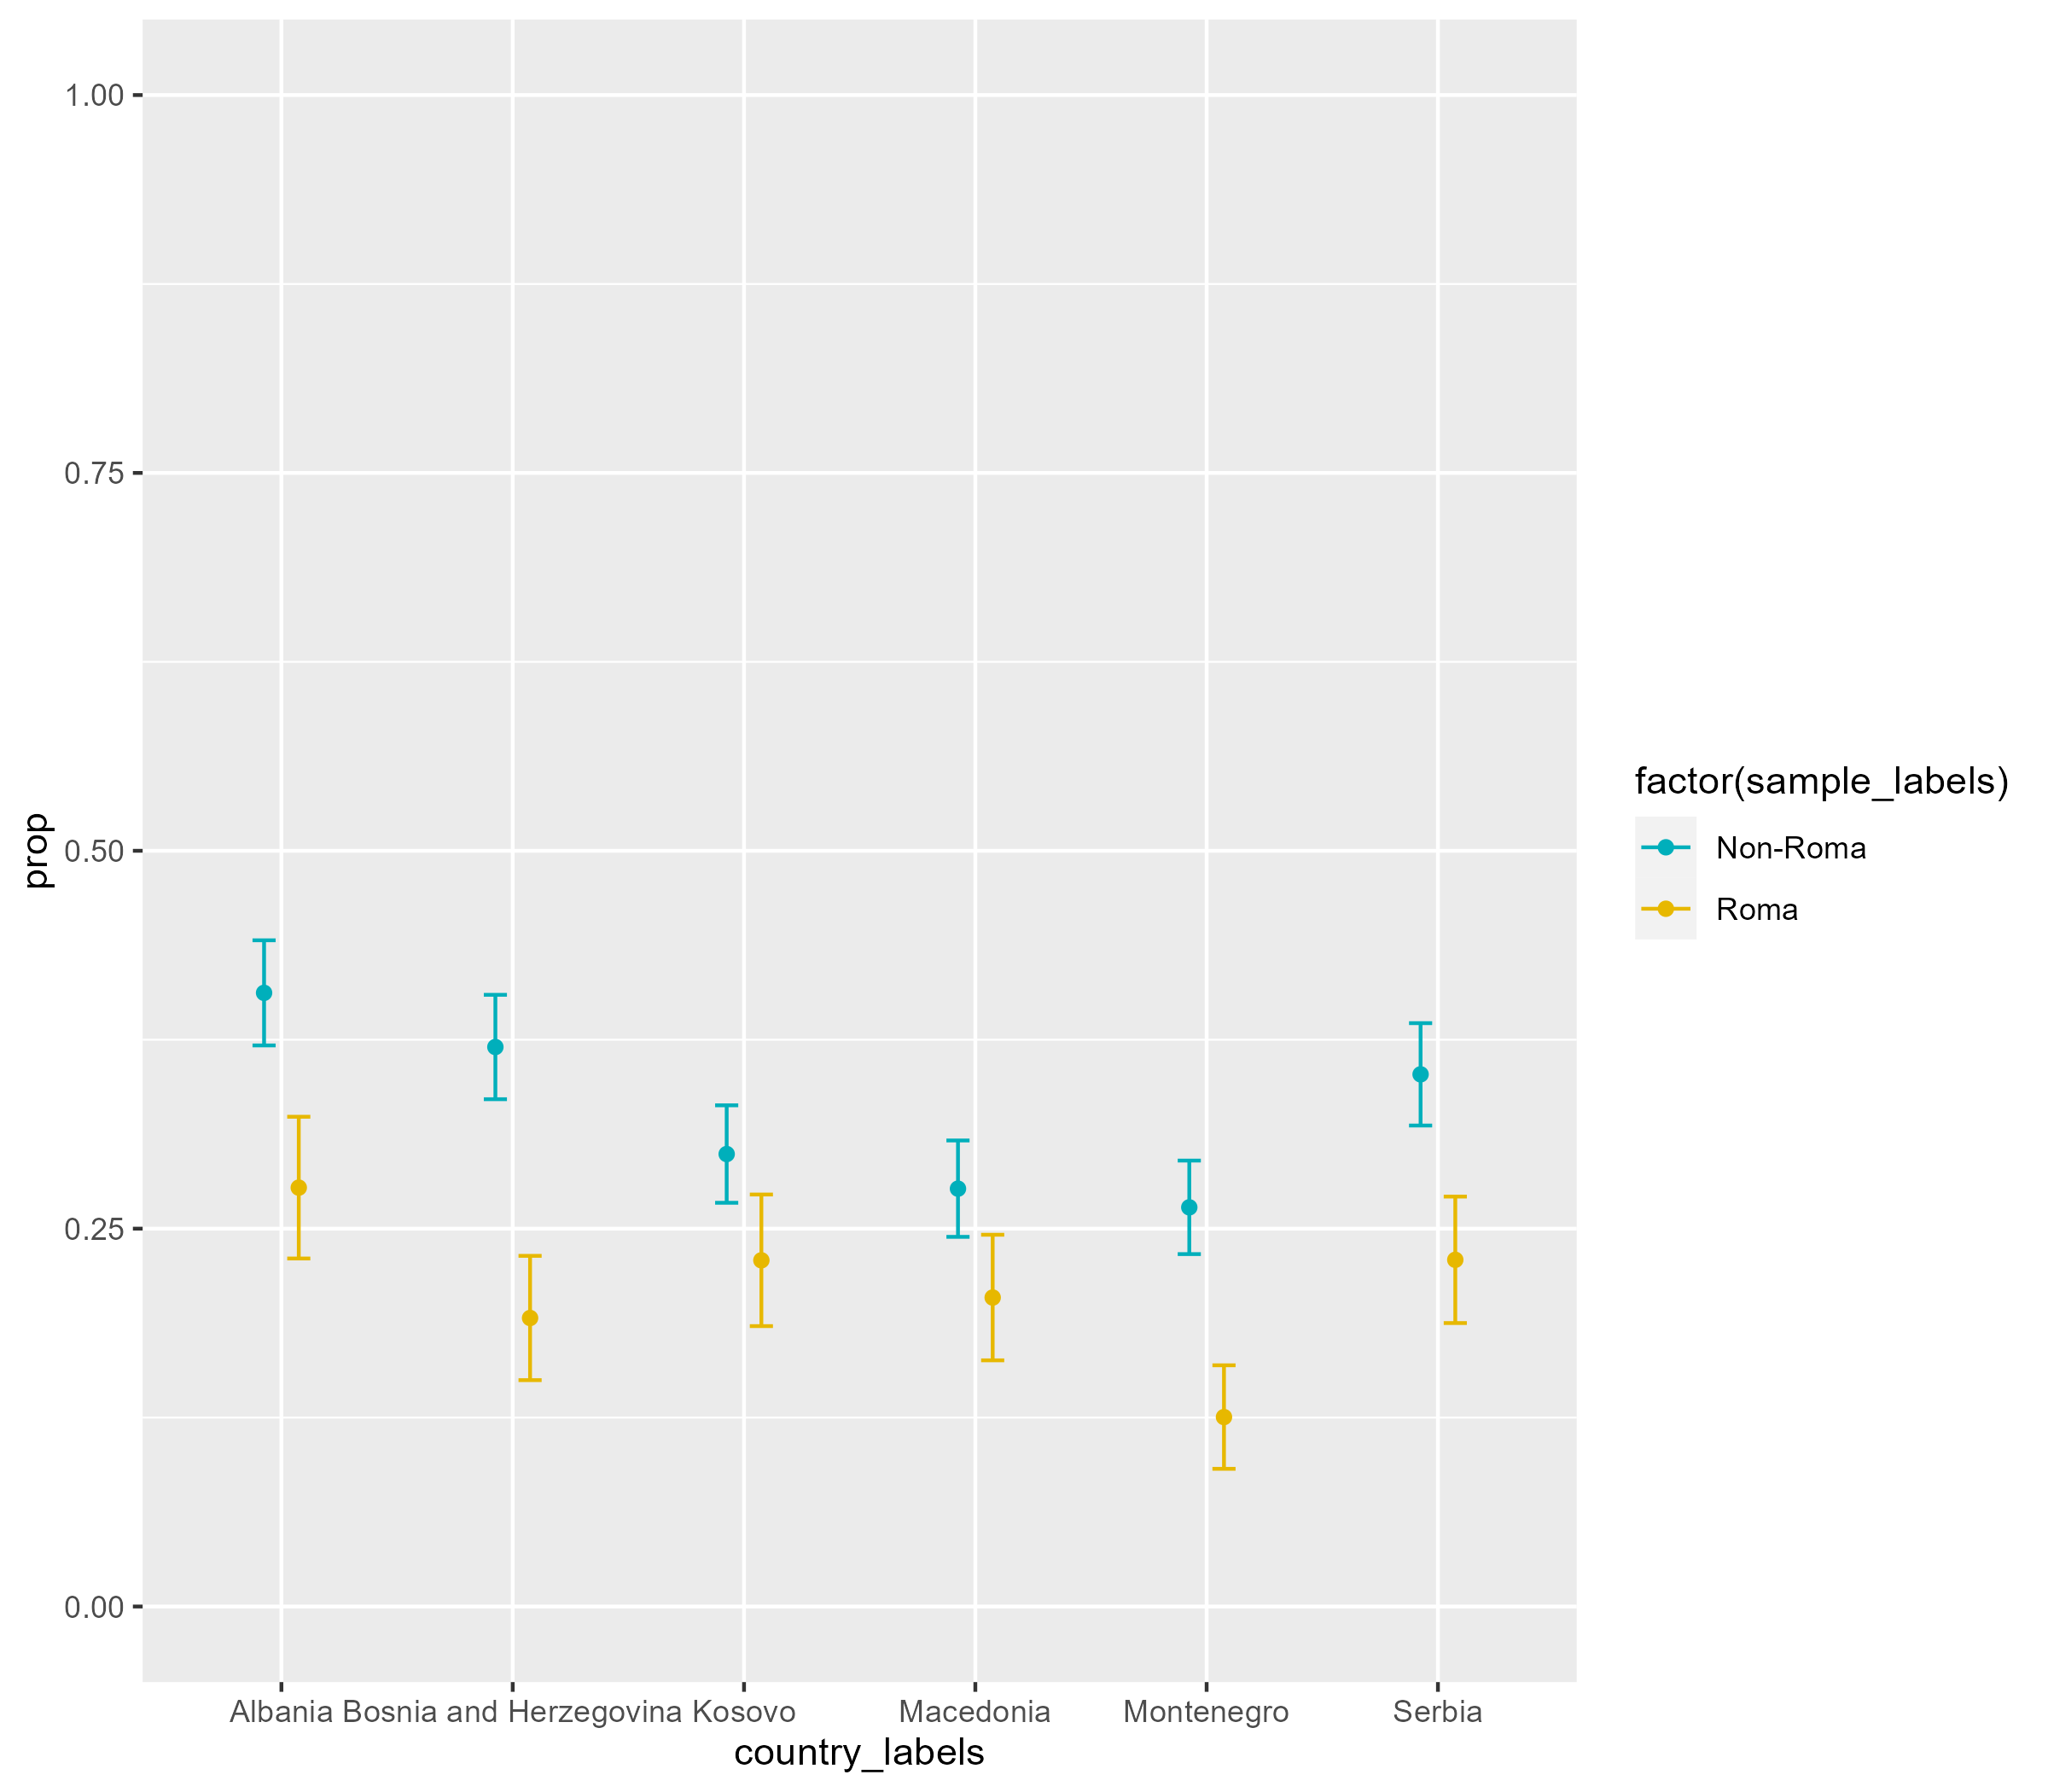 1.00
0.75
0.50
0.25
0.00
prop
Albania Bosnia and Herzegovina Kosovo Macedonia Montenegro Serbia
country_labels
factor(sample_labels)
Non-Roma
Roma